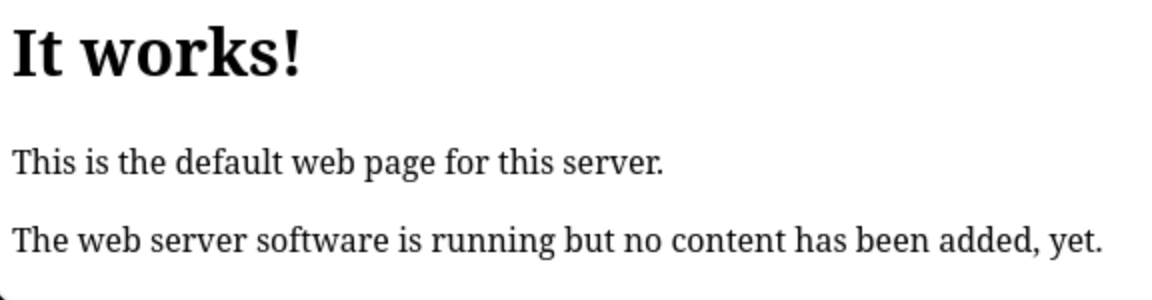 It works!
This is the default web page for this server.
The web server software is running but no content has been added, yet.